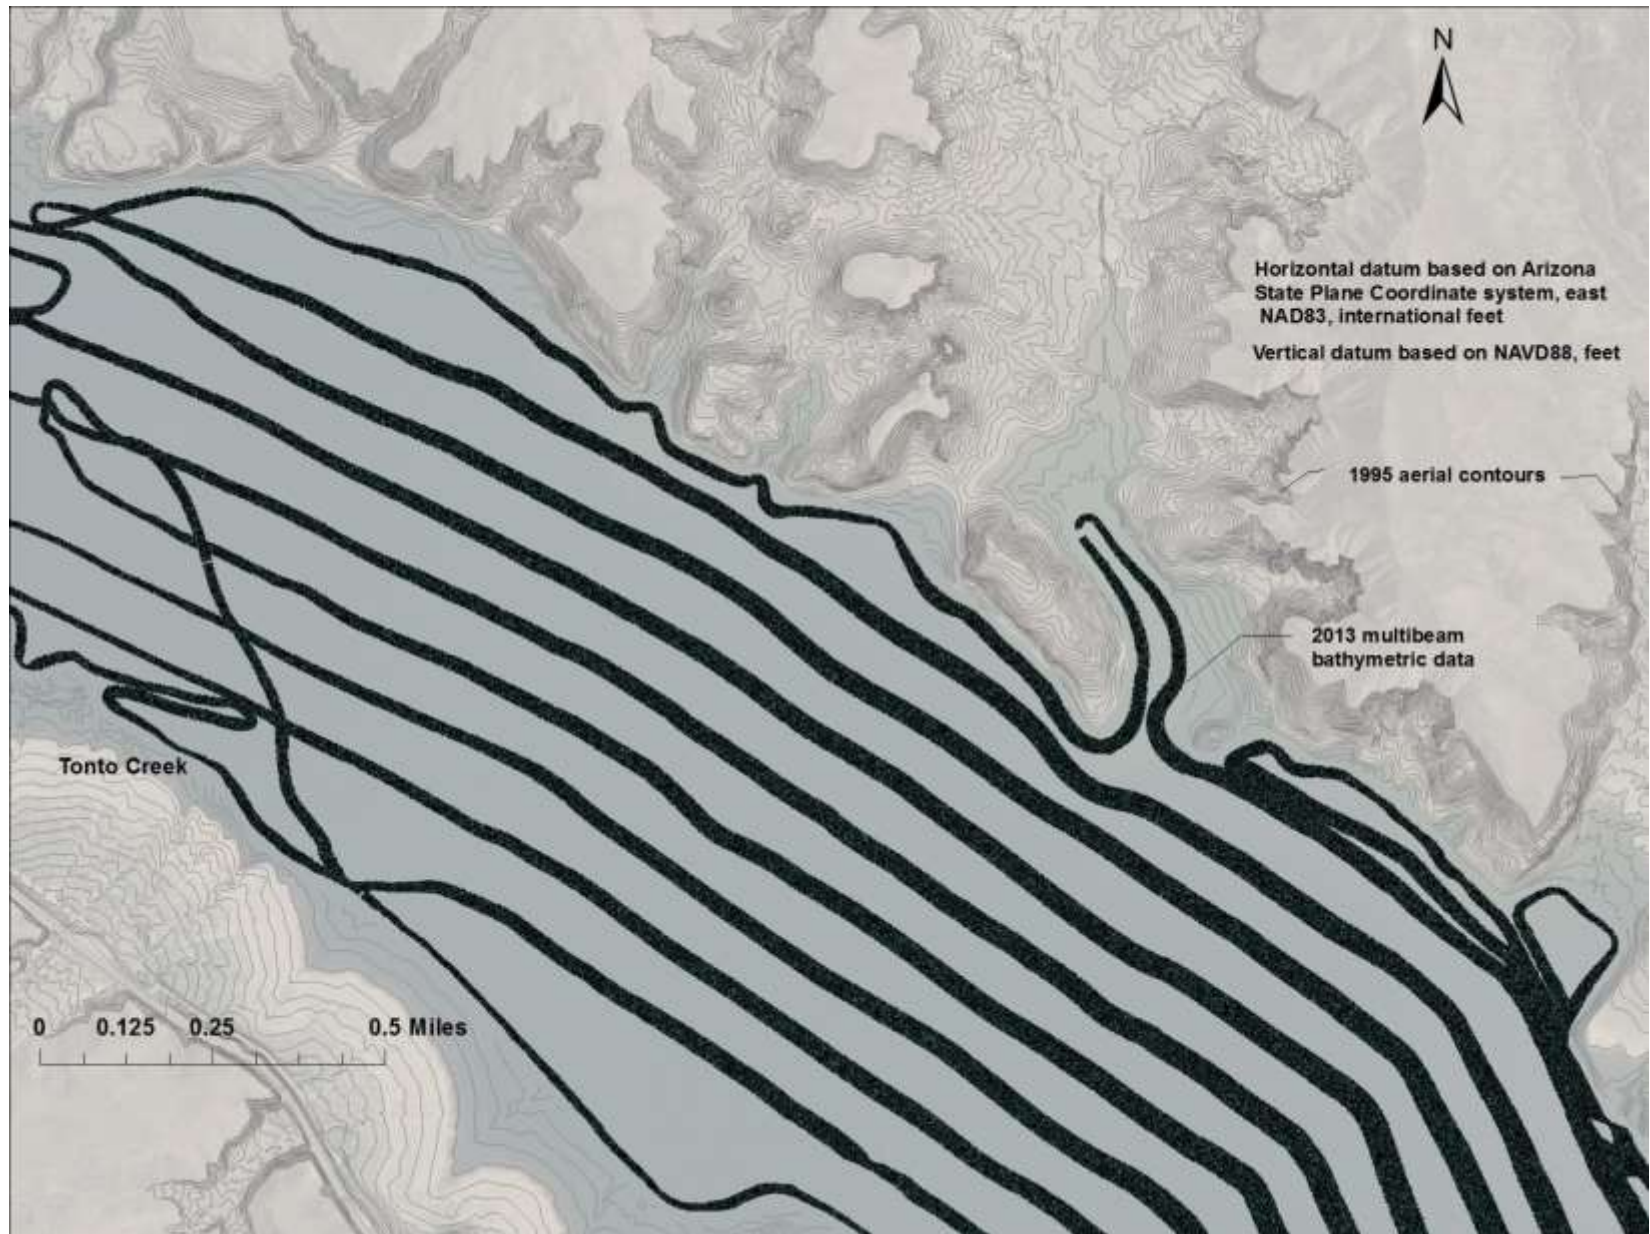 N
Horizontal datum based on Arizona
State Plane Coordinate system, east
NAD83, international feet
Vertical datum based on NAVD88, feet
1995 aerial contours
2013 multibeam
bathymetric data
Tonto Creek
0 0.125 0.25 0.5 Miles